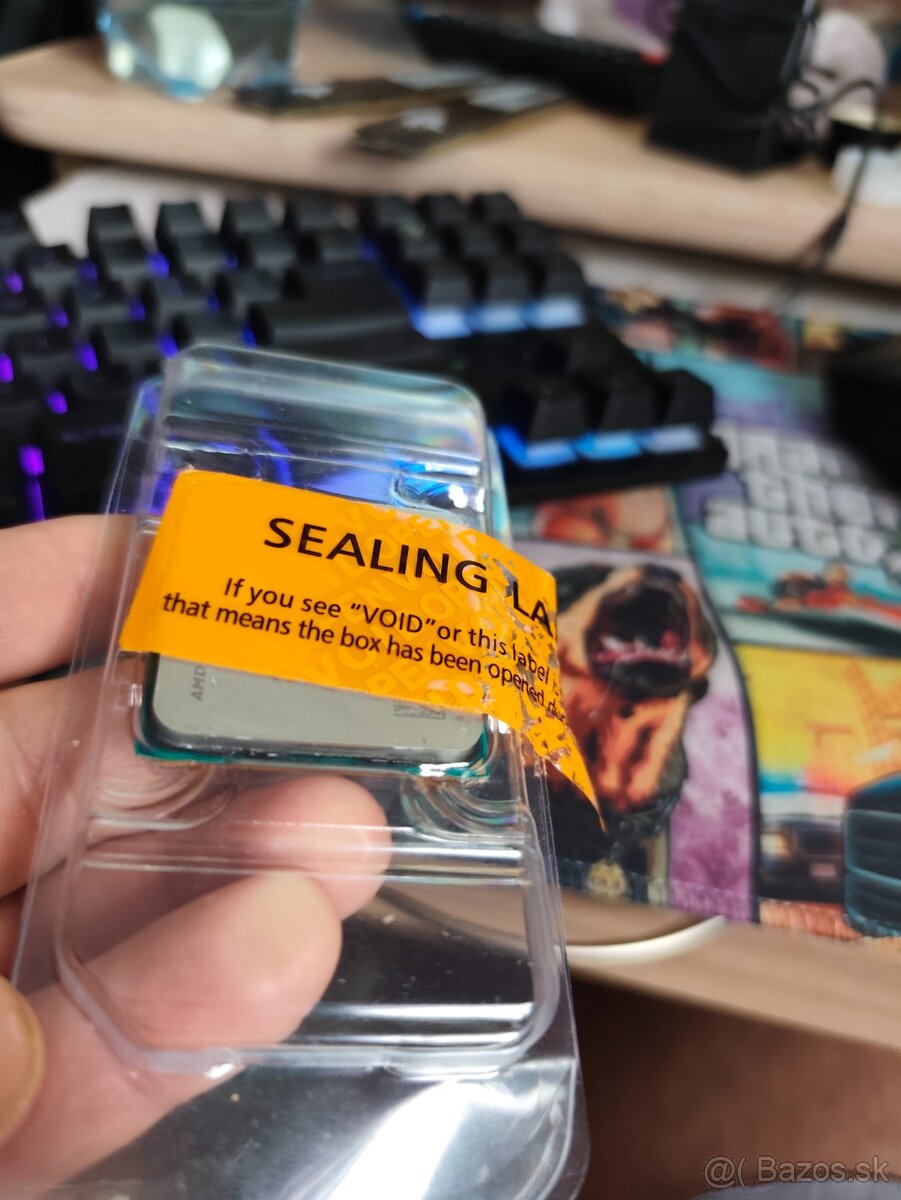 SEALING LA
If you see "VOID" or this label
that means the box has been opened
AMD
@( Bazos.sk